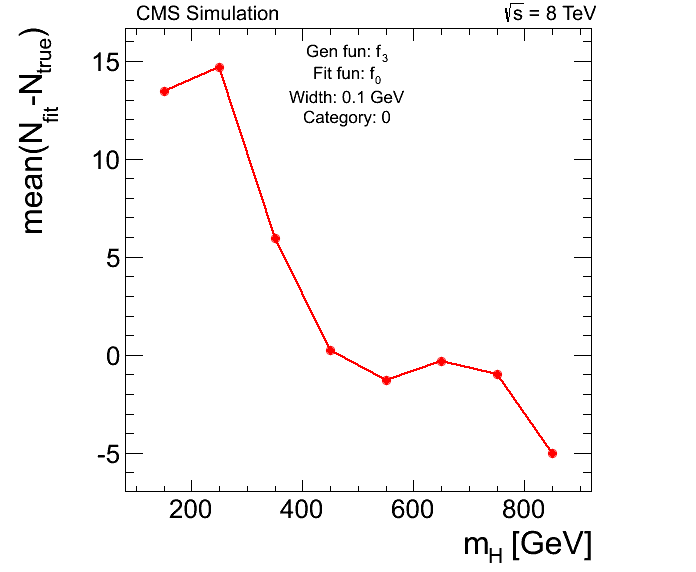 CMS Simulation
√s = 8 TeV
Gen fun: f3
Fit fun: f0
Width: 0.1 GeV
Category: 0
mean(Nfit-Ntrue)
15
10
5
0
-5
200 400 600 800
mH [GeV]